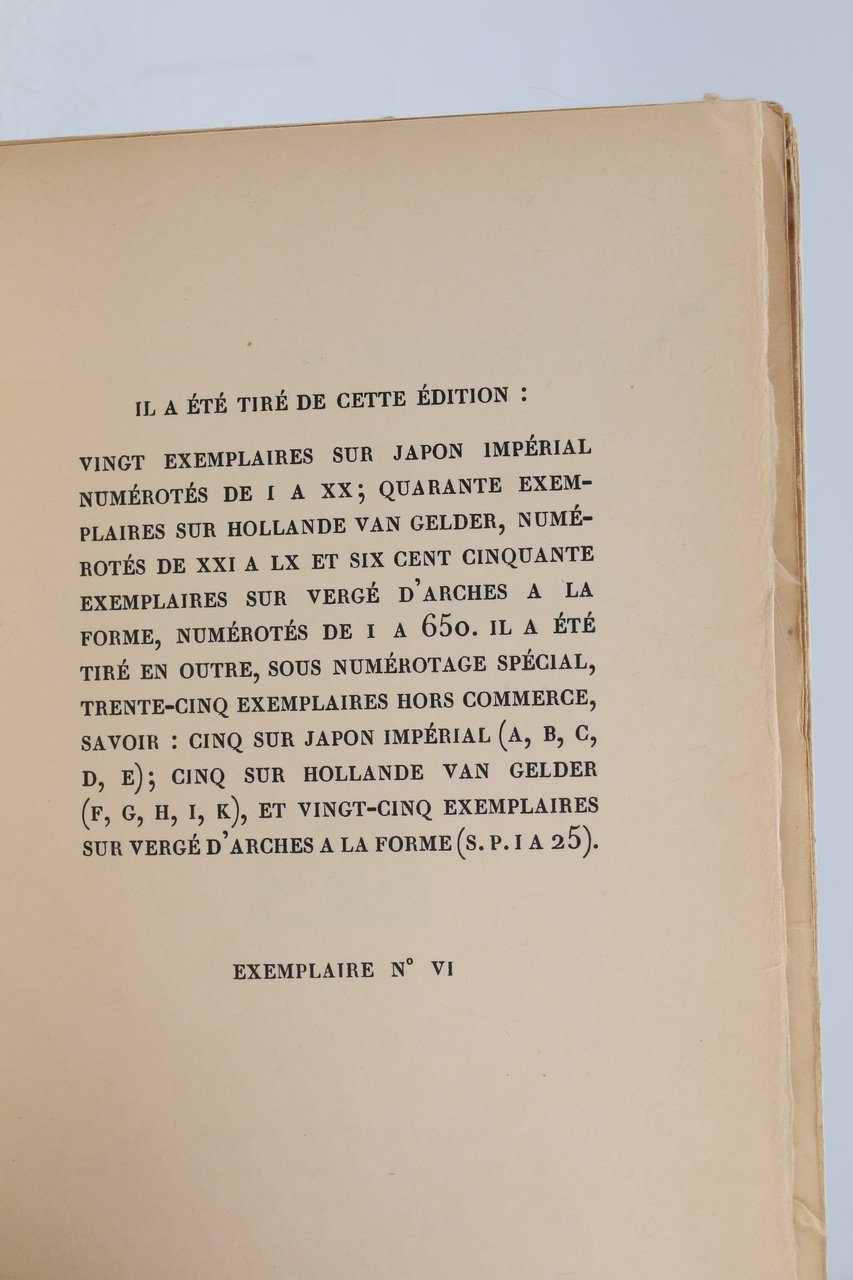 IL A ÉTÉ TIRÉ DE CETTE ÉDITION :
VINGT EXEMPLAIRES SUR JAPON IMPÉRIAL
NUMÉROTÉS DE I A XX; QUARANTE EXEM-
PLAIRES SUR HOLLANDE VAN GELDER, NUMÉ-
ROTÉS DE XXI A LX ET SIX CENT CINQUANTE
EXEMPLAIRES SUR VERGÉ D'ARCHES A LA
FORME, NUMÉROTÉS DE I A 650. IL A ÉTÉ
TIRÉ EN OUTRE, SOUS NUMÉROTAGE SPÉCIAL,
TRENTE-CINQ EXEMPLAIRES HORS COMMERCE,
SAVOIR : CINQ SUR JAPON IMPÉRIAL (A, B, C,
D, E); CINQ SUR HOLLANDE VAN GELDER
(F, G, H, I, K), ET VINGT-CINQ EXEMPLAIRES
SUR VERGÉ D'ARCHES A LA FORME (S. P. I A 25).
EXEMPLAIRE N° VI